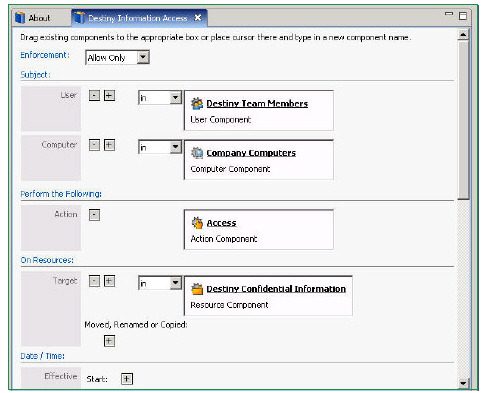 About
Destiny Information Access
Drag existing components to the appropriate box or place cursor there and type in a new component name.
Enforcement: Allow Only
Subject:
User - + in Destiny Team Members
User Component
Computer - + in Company Computers
Computer Component
Perform the Following:
Action - Access
Action Component
On Resources:
Target - + in Destiny Confidential Information
Resource Component
Moved, Renamed or Copied:
+
Date / Time:
Effective Start: +